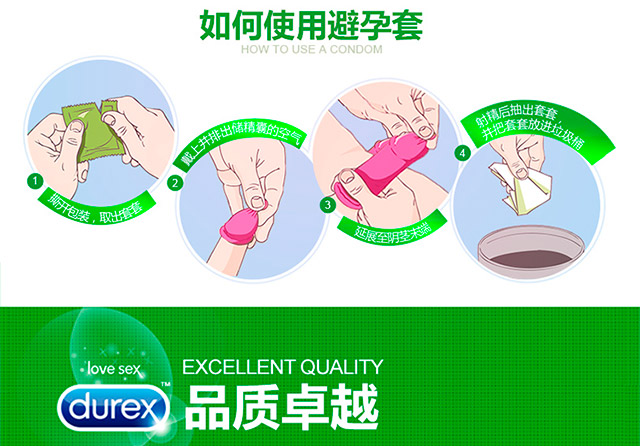 如何使用避孕套
HOW TO USE A CONDOM
1
撕开包装，取出套套
2
戴上并排出储精囊的空气
3
延展至阴茎末端
4
射精后抽出套套，
并把套套放进垃圾桶
love sex
durex™
EXCELLENT QUALITY
品质卓越